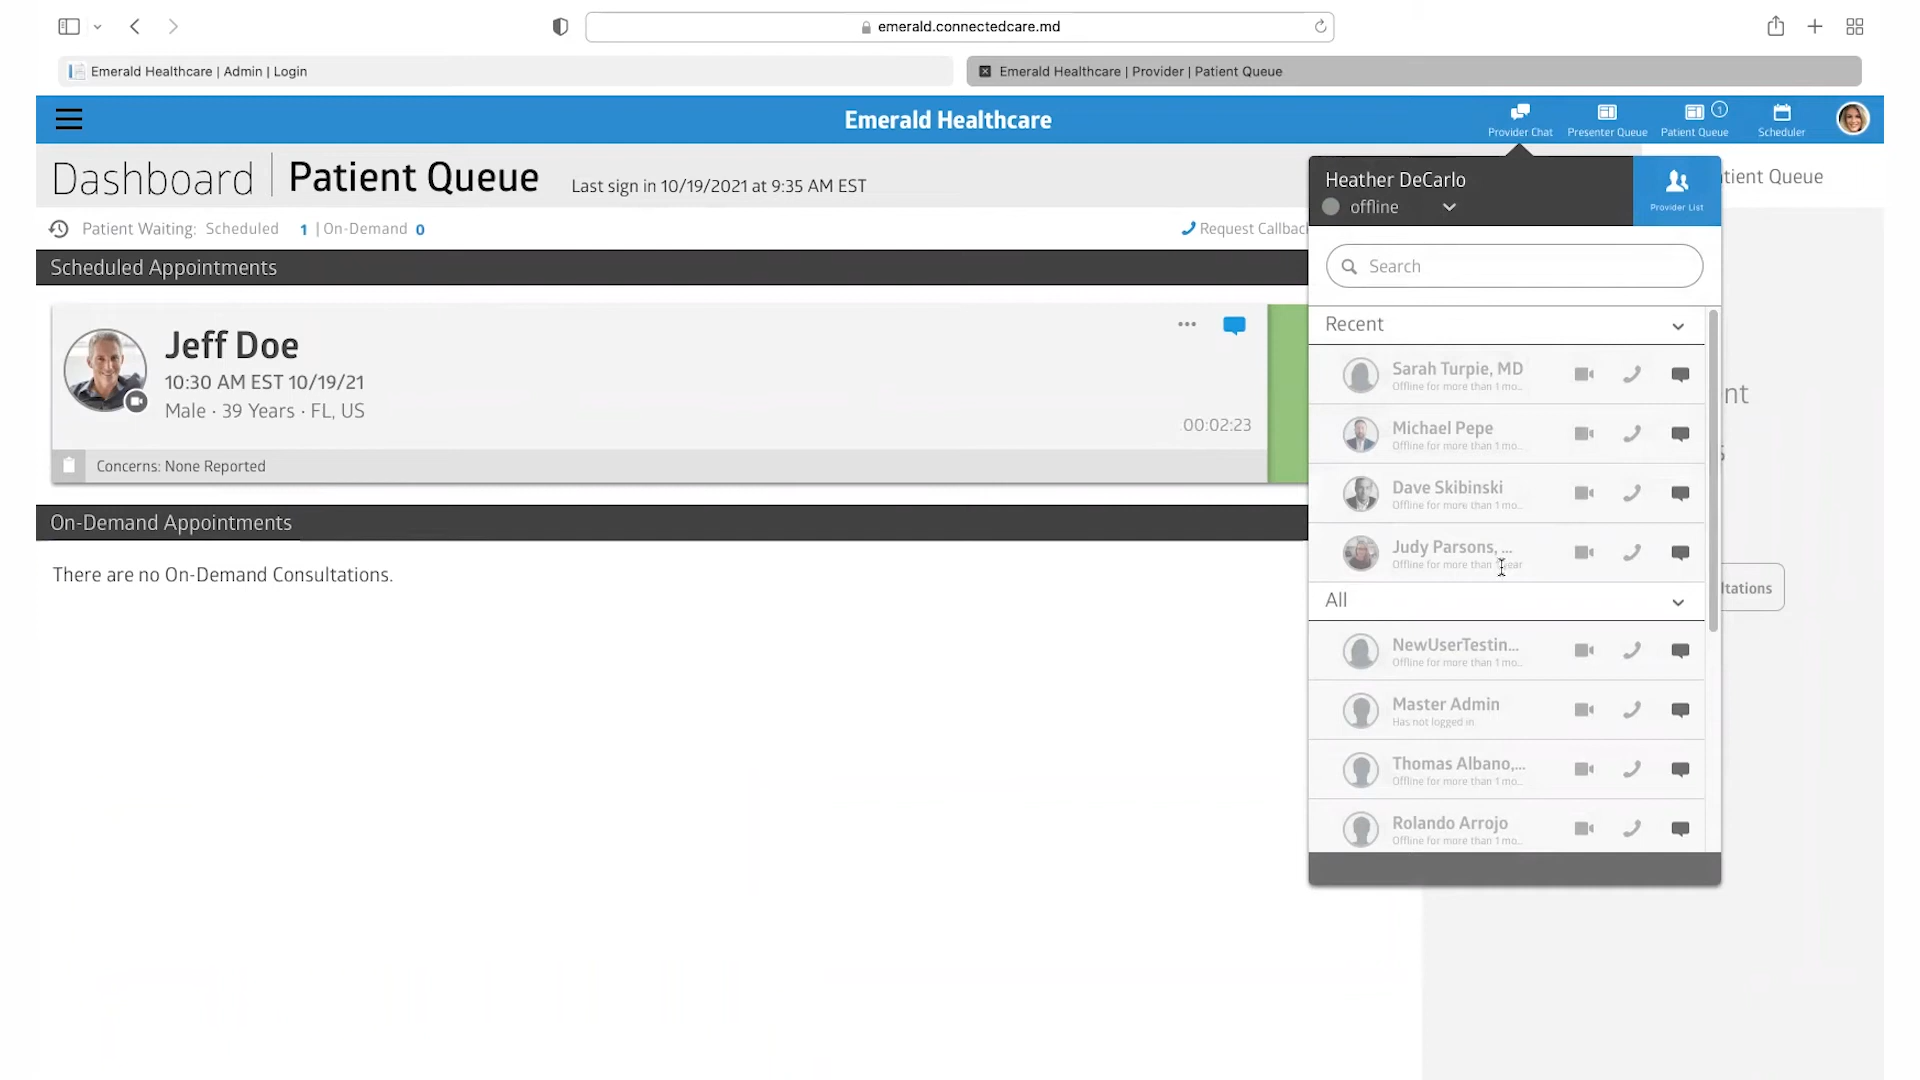 emerald.connectedcare.md
Emerald Healthcare | Admin | Login
Emerald Healthcare | Provider | Patient Queue
Emerald Healthcare
Provider Chat
Presenter Queue
Patient Queue
1
Scheduler
Dashboard
Patient Queue
Last sign in 10/19/2021 at 9:35 AM EST
tient Queue
Patient Waiting: Scheduled 1 | On-Demand 0
Request Callbac
Scheduled Appointments
Jeff Doe
10:30 AM EST 10/19/21
Male · 39 Years · FL, US
00:02:23
Concerns: None Reported
On-Demand Appointments
There are no On-Demand Consultations.
Heather DeCarlo
offline
Provider List
Search
Recent
Sarah Turpie, MD
Offline for more than 1 mo...
Michael Pepe
Offline for more than 1 mo...
Dave Skibinski
Offline for more than 1 mo...
Judy Parsons, ...
Offline for more than year
All
NewUserTestin...
Offline for more than 1 mo...
Master Admin
Has not logged in
Thomas Albano,...
Offline for more than 1 mo...
Rolando Arrojo
Offline for more than 1 mo...
nt
ltations